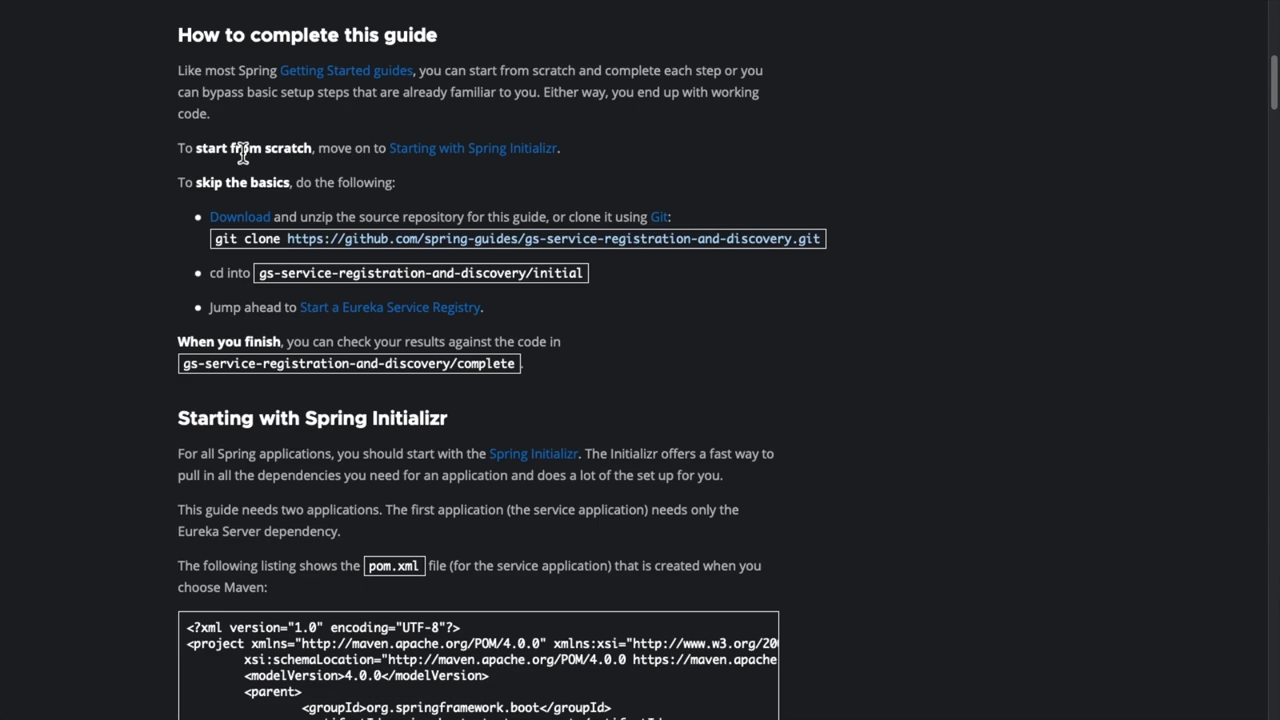 How to complete this guide
Like most Spring Getting Started guides, you can start from scratch and complete each step or you
can bypass basic setup steps that are already familiar to you. Either way, you end up with working
code.
To start from scratch, move on to Starting with Spring Initializr.
To skip the basics, do the following:
Download and unzip the source repository for this guide, or clone it using Git:
git clone https://github.com/spring-guides/gs-service-registration-and-discovery.git
cd into gs-service-registration-and-discovery/initial
Jump ahead to Start a Eureka Service Registry.
When you finish, you can check your results against the code in
gs-service-registration-and-discovery/complete.
Starting with Spring Initializr
For all Spring applications, you should start with the Spring Initializr. The Initializr offers a fast way to
pull in all the dependencies you need for an application and does a lot of the set up for you.
This guide needs two applications. The first application (the service application) needs only the
Eureka Server dependency.
The following listing shows the pom.xml file (for the service application) that is created when you
choose Maven:
<?xml version="1.0" encoding="UTF-8"?>
<project xmlns="http://maven.apache.org/POM/4.0.0" xmlns:xsi="http://www.w3.org/20
xsi:schemaLocation="http://maven.apache.org/POM/4.0.0 https://maven.apache
<modelVersion>4.0.0</modelVersion>
<parent>
<groupId>org.springframework.boot</groupId>